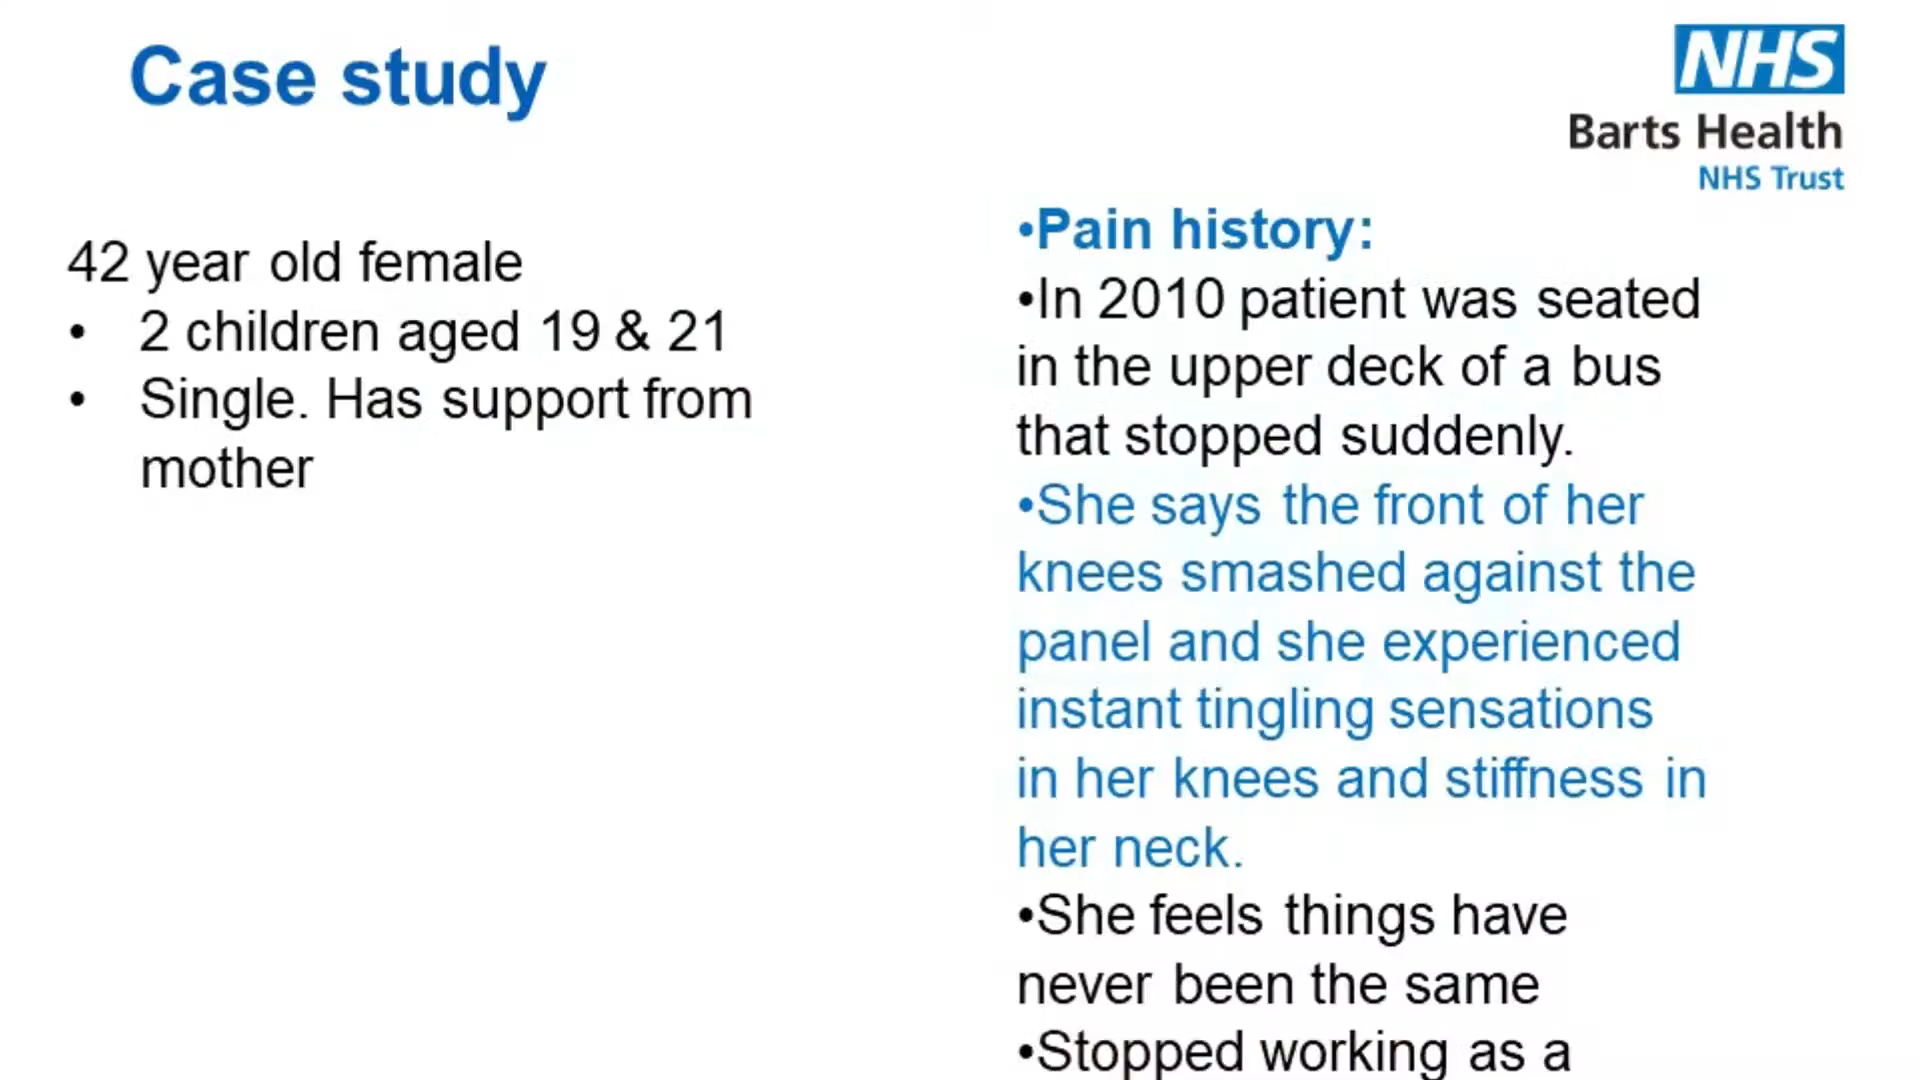 Case study
NHS
Barts Health
NHS Trust
42 year old female
• 2 children aged 19 & 21
• Single. Has support from
mother
•Pain history:
•In 2010 patient was seated
in the upper deck of a bus
that stopped suddenly.
•She says the front of her
knees smashed against the
panel and she experienced
instant tingling sensations
in her knees and stiffness in
her neck.
•She feels things have
never been the same
•Stopped working as a